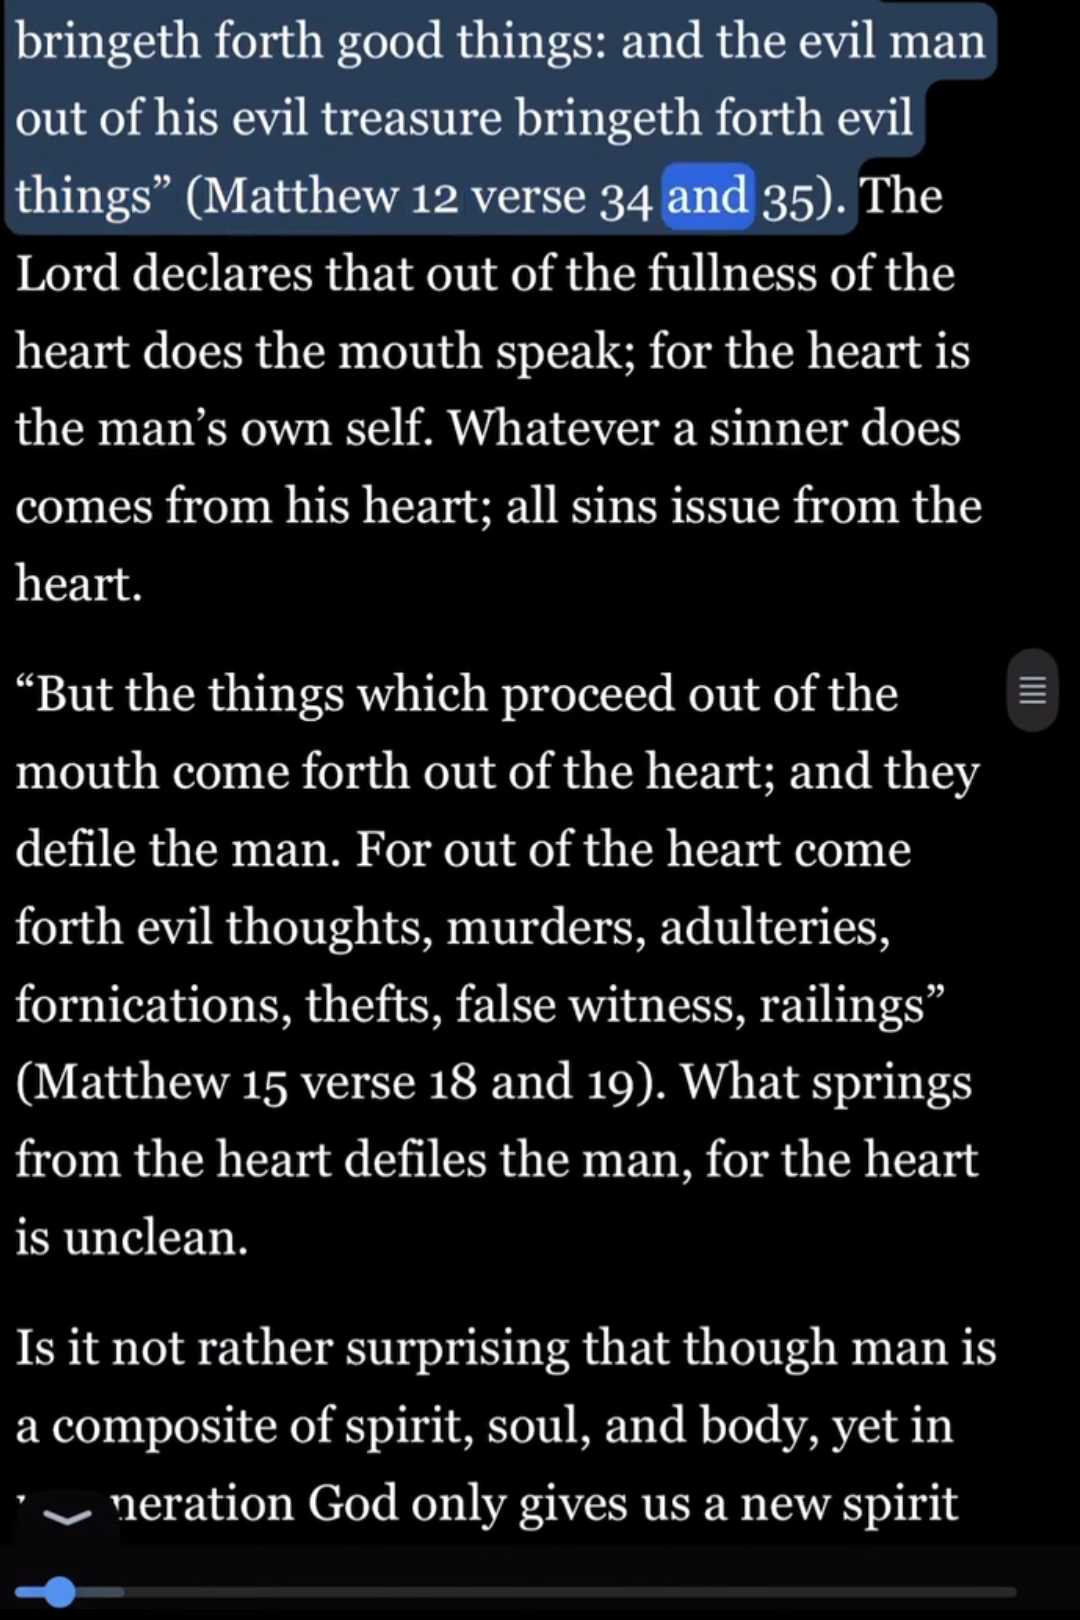 bringeth forth good things: and the evil man
out of his evil treasure bringeth forth evil
things” (Matthew 12 verse 34 and 35). The
Lord declares that out of the fullness of the
heart does the mouth speak; for the heart is
the man’s own self. Whatever a sinner does
comes from his heart; all sins issue from the
heart.
“But the things which proceed out of the
mouth come forth out of the heart; and they
defile the man. For out of the heart come
forth evil thoughts, murders, adulteries,
fornications, thefts, false witness, railings”
(Matthew 15 verse 18 and 19). What springs
from the heart defiles the man, for the heart
is unclean.
Is it not rather surprising that though man is
a composite of spirit, soul, and body, yet in
God only gives us a new spirit